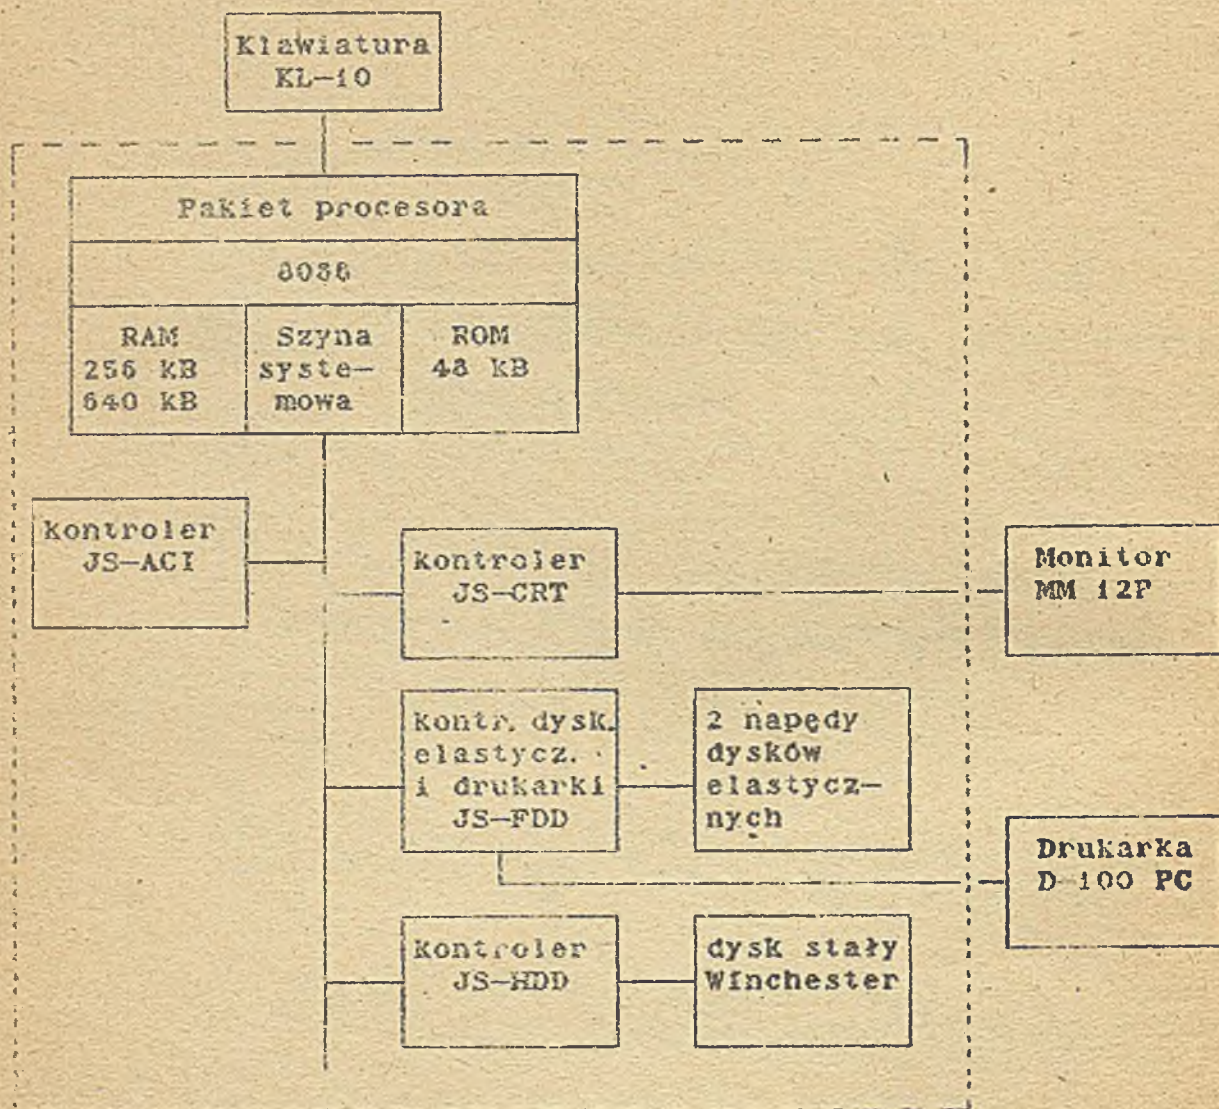 Klawiatura
KL-10
Pakiet procesora
8086
RAM
256 KB
640 KB
Szyna
syste-
mowa
ROM
48 KB
Kontroler
JS-ACI
Kontroler
JS-CRT
Monitor
MM 12P
Kontr. dysk.
elastycz.
i drukarki
JS-FDD
2 napędy
dysków
elastycz-
nych
Drukarka
D-100 PC
Kontroler
JS-HDD
dysk stały
Winchester